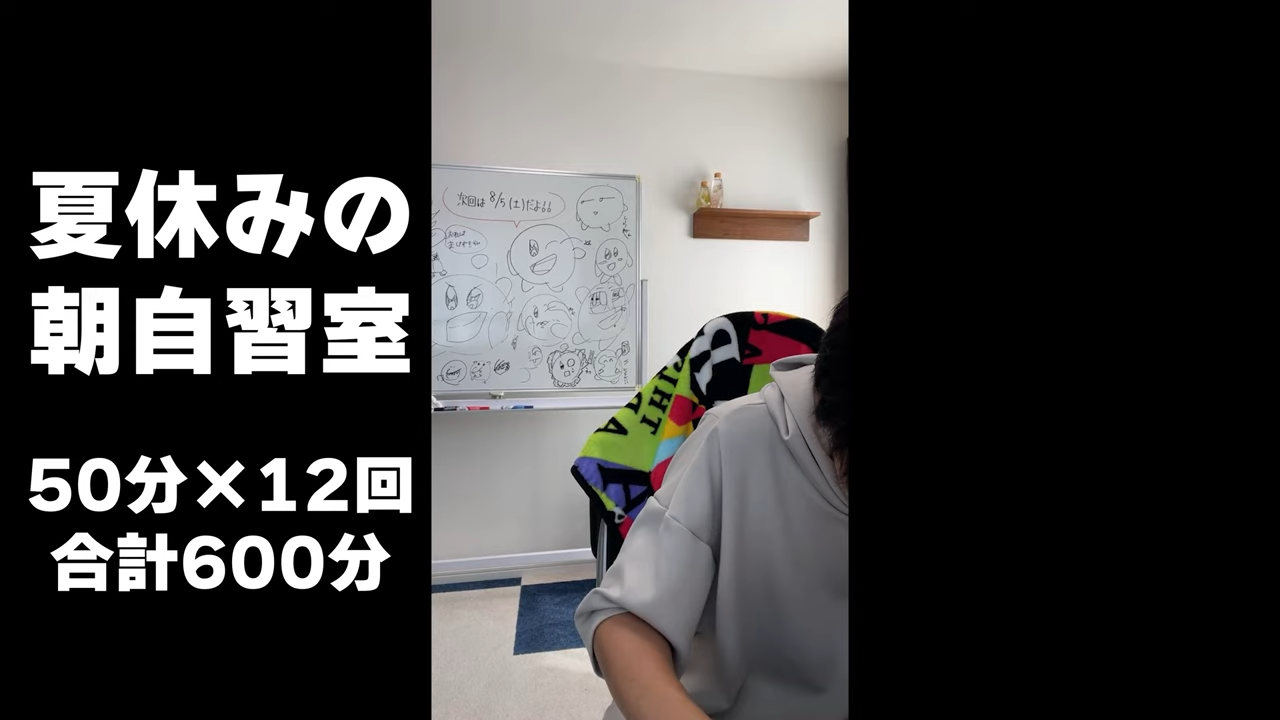 夏休みの
朝自習室
50分×12回
合計600分
次回は 8/5 (土)だよ!!